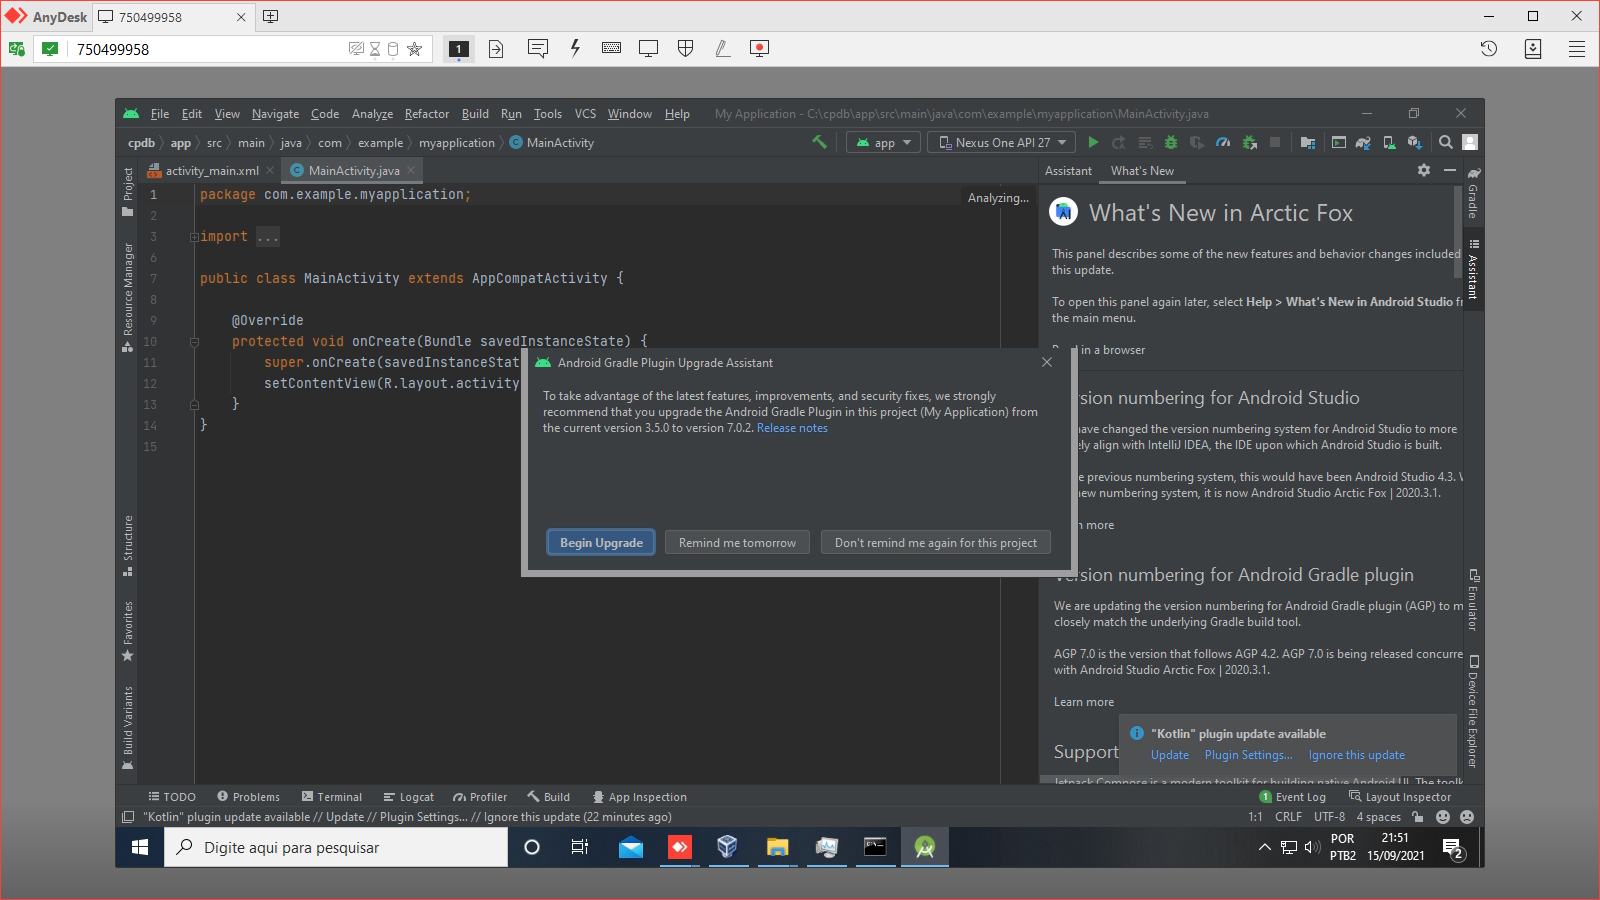 AnyDesk
750499958
750499958
1
File Edit View Navigate Code Analyze Refactor Build Run Tools VCS Window Help My Application - C:\cpdb\app\src\main\java\com\example\myapplication\MainActivity.java
cpdb app src main java com example myapplication MainActivity
app
Nexus One API 27
activity_main.xml
MainActivity.java
Assistant What's New
Project
Resource Manager
Structure
Favorites
Build Variants
1 package com.example.myapplication;
Analyzing...
2
3 import ...
6
7 public class MainActivity extends AppCompatActivity {
8
9 @Override
10 protected void onCreate(Bundle savedInstanceState) {
11 super.onCreate(savedInstanceStat
12 setContentView(R.layout.activity
13 }
14 }
15
Android Gradle Plugin Upgrade Assistant
To take advantage of the latest features, improvements, and security fixes, we strongly
recommend that you upgrade the Android Gradle Plugin in this project (My Application) from
the current version 3.5.0 to version 7.0.2. Release notes
Begin Upgrade
Remind me tomorrow
Don't remind me again for this project
What's New in Arctic Fox
This panel describes some of the new features and behavior changes included
this update.
To open this panel again later, select Help > What's New in Android Studio
the main menu.
in a browser
numbering for Android Studio
have changed the version numbering system for Android Studio to more
align with IntelliJ IDEA, the IDE upon which Android Studio is built.
previous numbering system, this would have been Android Studio 4.3.
new numbering system, it is now Android Studio Arctic Fox | 2020.3.1.
more
Version numbering for Android Gradle plugin
We are updating the version numbering for Android Gradle plugin (AGP) to
closely match the underlying Gradle build tool.
AGP 7.0 is the version that follows AGP 4.2. AGP 7.0 is being released
with Android Studio Arctic Fox | 2020.3.1.
Learn more
Support
Jetpack Compose is a modern toolkit for building native Android UI. The
"Kotlin" plugin update available
Update Plugin Settings... Ignore this update
Gradle
Assistant
Emulator
Device File Explorer
TODO Problems Terminal Logcat Profiler Build App Inspection
1 Event Log Layout Inspector
"Kotlin" plugin update available // Update // Plugin Settings... // Ignore this update (22 minutes ago)
1:1 CRLF UTF-8 4 spaces
Digite aqui para pesquisar
POR
PTB2
21:51
15/09/2021
2